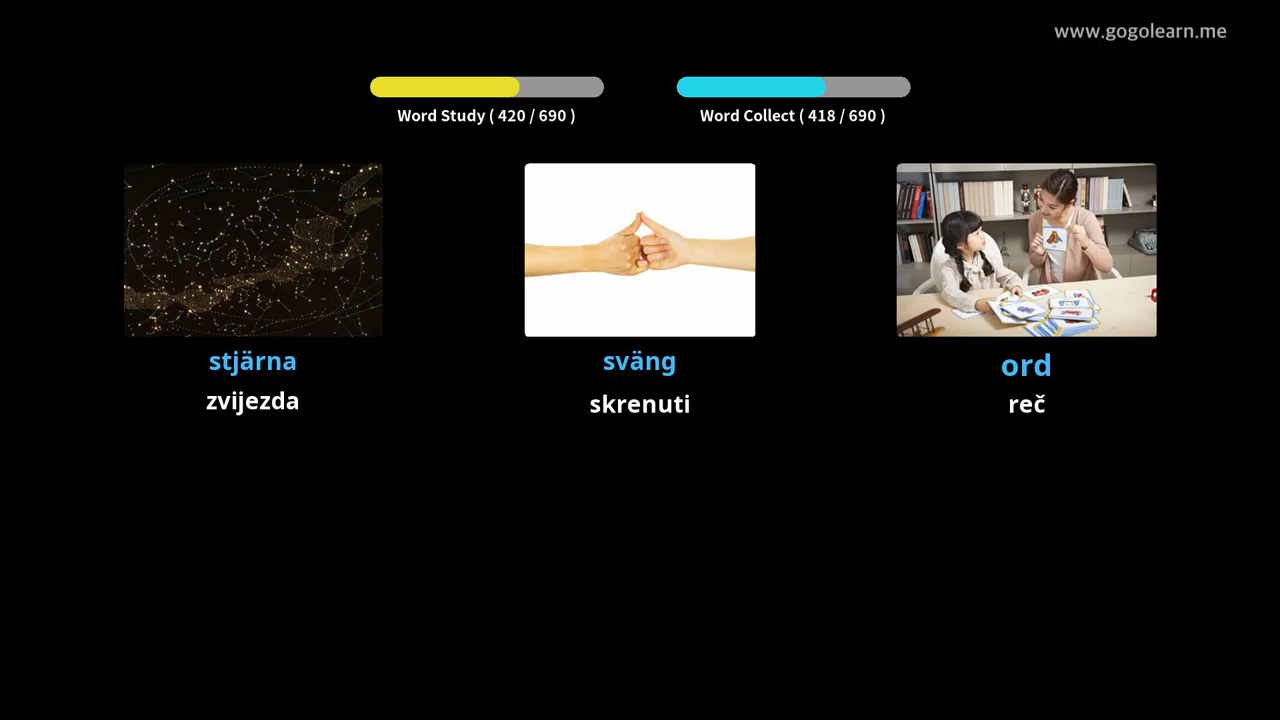 www.gogolearn.me
Word Study ( 420 / 690 )
Word Collect ( 418 / 690 )
stjärna
sväng
ord
zvijezda
skrenuti
reč